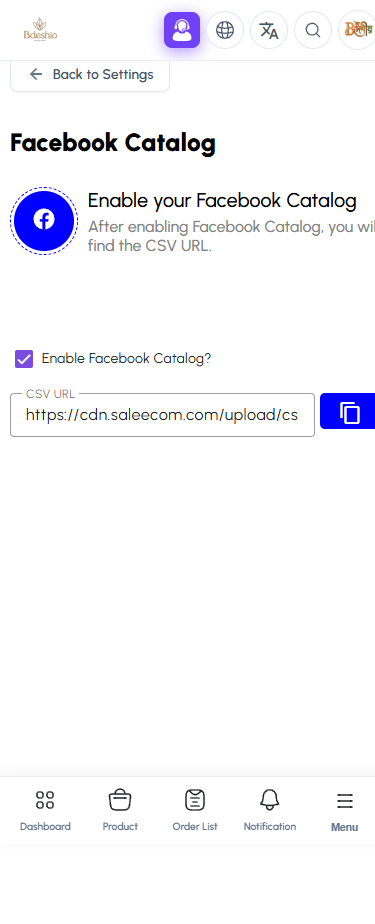 Bdeshio
Back to Settings
Facebook Catalog
Enable your Facebook Catalog
After enabling Facebook Catalog, you wil
find the CSV URL.
Enable Facebook Catalog?
CSV URL
https://cdn.saleecom.com/upload/cs
Dashboard
Product
Order List
Notification
Menu